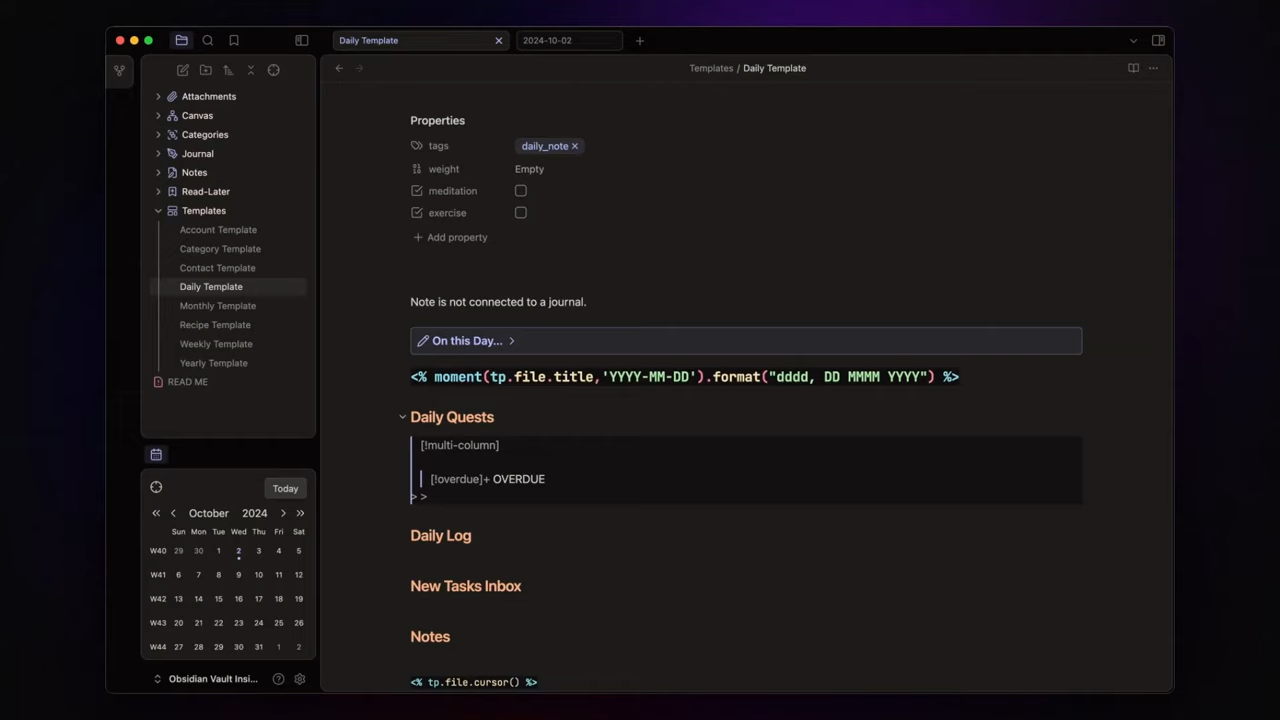 Daily Template
2024-10-02
Templates / Daily Template
Attachments
Canvas
Categories
Journal
Notes
Read-Later
Templates
Account Template
Category Template
Contact Template
Daily Template
Monthly Template
Recipe Template
Weekly Template
Yearly Template
READ ME
Today
October 2024
Sun Mon Tue Wed Thu Fri Sat
W40 29 30 1 2 3 4 5
W41 6 7 8 9 10 11 12
W42 13 14 15 16 17 18 19
W43 20 21 22 23 24 25 26
W44 27 28 29 30 31 1 2
Obsidian Vault Insi...
Properties
tags daily_note
weight Empty
meditation
exercise
+ Add property
Note is not connected to a journal.
On this Day...
<% moment(tp.file.title,'YYYY-MM-DD').format("dddd, DD MMMM YYYY") %>
Daily Quests
[!multi-column]
[!overdue]+ OVERDUE
> >
Daily Log
New Tasks Inbox
Notes
<% tp.file.cursor() %>